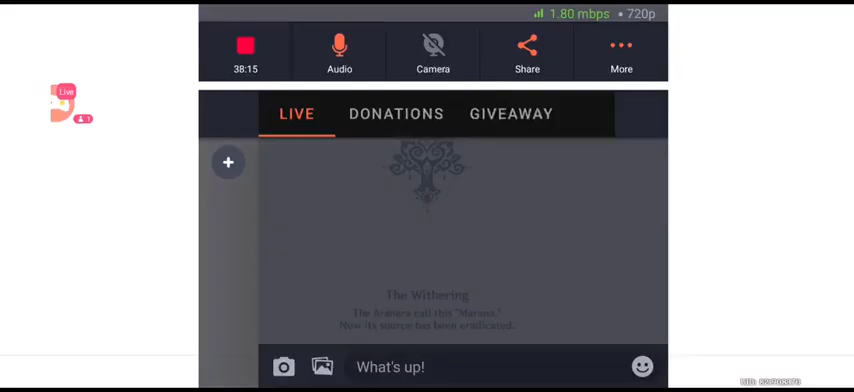 1.80 mbps • 720p
38:15
Audio
Camera
Share
More
Live
1
LIVE
DONATIONS
GIVEAWAY
+
The Withering
The Aranara call this "Marana."
Now its source has been eradicated.
What's up!